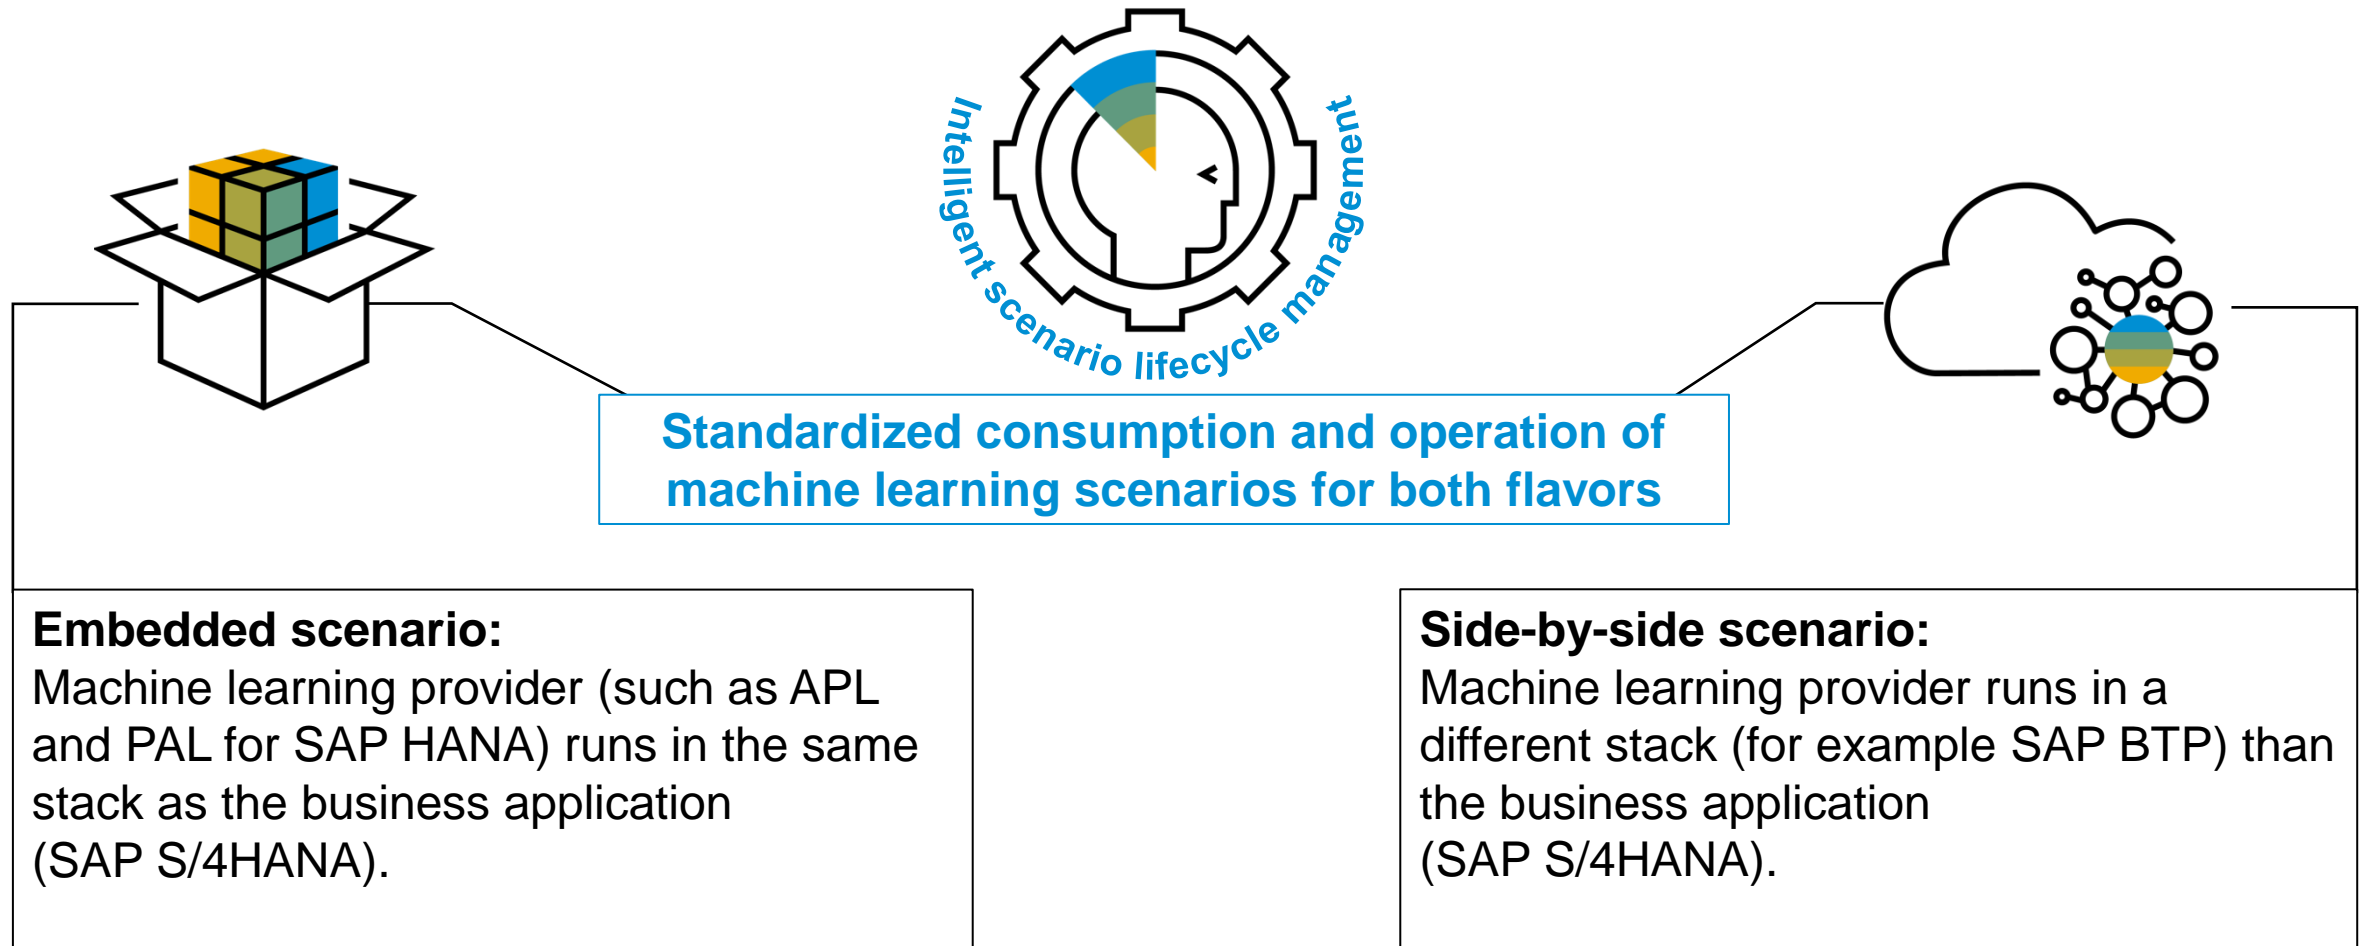 Intelligent scenario lifecycle management
Standardized consumption and operation of
machine learning scenarios for both flavors
Embedded scenario:
Machine learning provider (such as APL
and PAL for SAP HANA) runs in the same
stack as the business application
(SAP S/4HANA).
Side-by-side scenario:
Machine learning provider runs in a
different stack (for example SAP BTP) than
the business application
(SAP S/4HANA).